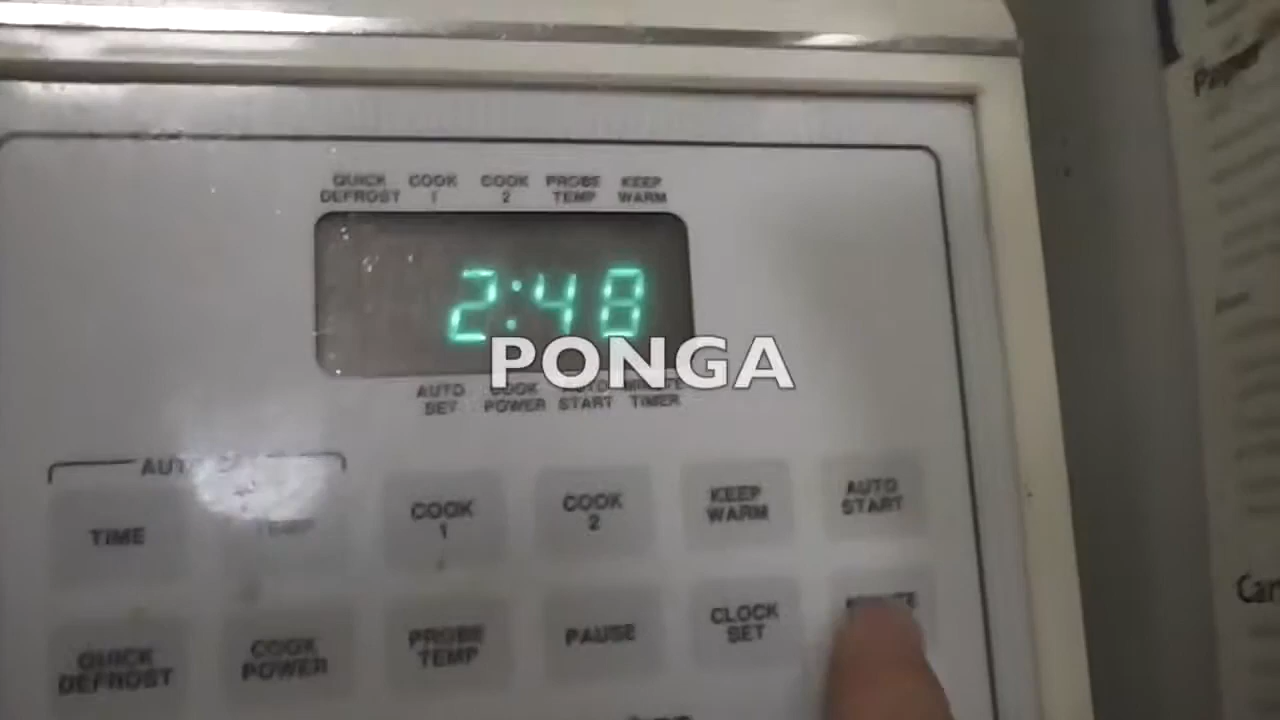 Paquer
QUICK
DEFROST
COOK
1
COOK
2
PROBE
TEMP
KEEP
WARM
2:48
PONGA
AUTO
SET
COOK
POWER
AUTO
START
MINUTE
TIMER
TIME
COOK
1
COOK
2
KEEP
WARM
AUTO
START
QUICK
DEFROST
COOK
POWER
PROBE
TEMP
PAUSE
CLOCK
SET
MINUTE